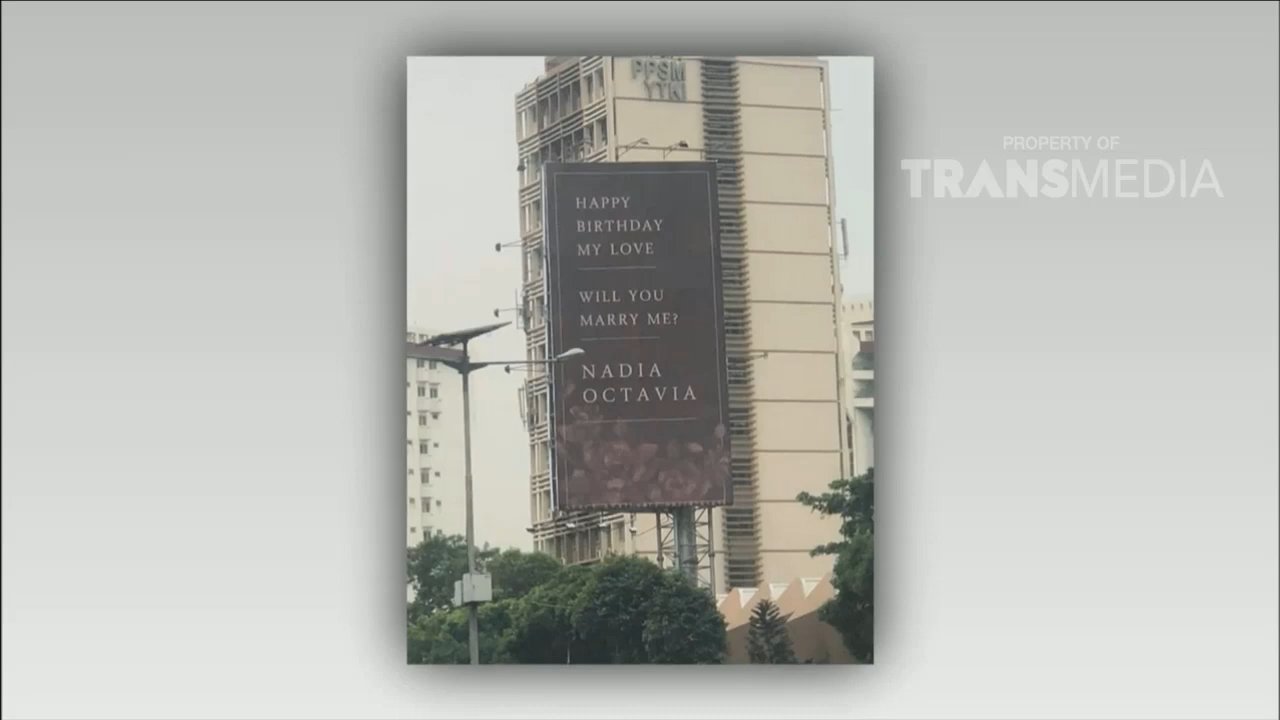 PPSM
YTKI
PROPERTY OF
TRANSMEDIA
HAPPY
BIRTHDAY
MY LOVE
WILL YOU
MARRY ME?
NADIA
OCTAVIA